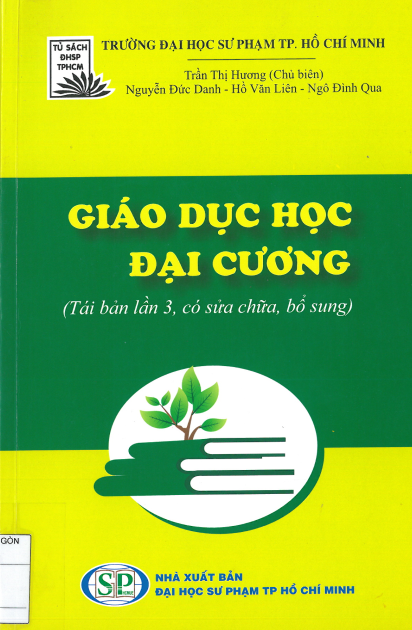 TỦ SÁCH
ĐHSP
TPHCM
TRƯỜNG ĐẠI HỌC SƯ PHẠM TP. HỒ CHÍ MINH
Trần Thị Hương (Chủ biên)
Nguyễn Đức Danh - Hồ Văn Liên - Ngô Đình Qua
GIÁO DỤC HỌC
ĐẠI CƯƠNG
(Tái bản lần 3, có sửa chữa, bổ sung)
GÒN
SP
NHÀ XUẤT BẢN
ĐẠI HỌC SƯ PHẠM TP HỒ CHÍ MINH